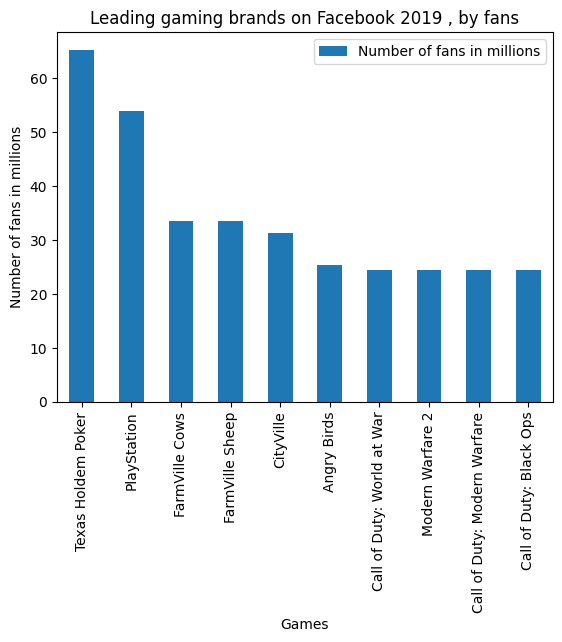 Leading gaming brands on Facebook 2019 , by fans
Number of fans in millions
Number of fans in millions
60
50
40
30
20
10
0
Texas Holdem Poker
PlayStation
FarmVille Cows
FarmVille Sheep
CityVille
Angry Birds
Call of Duty: World at War
Modern Warfare 2
Call of Duty: Modern Warfare
Call of Duty: Black Ops
Games